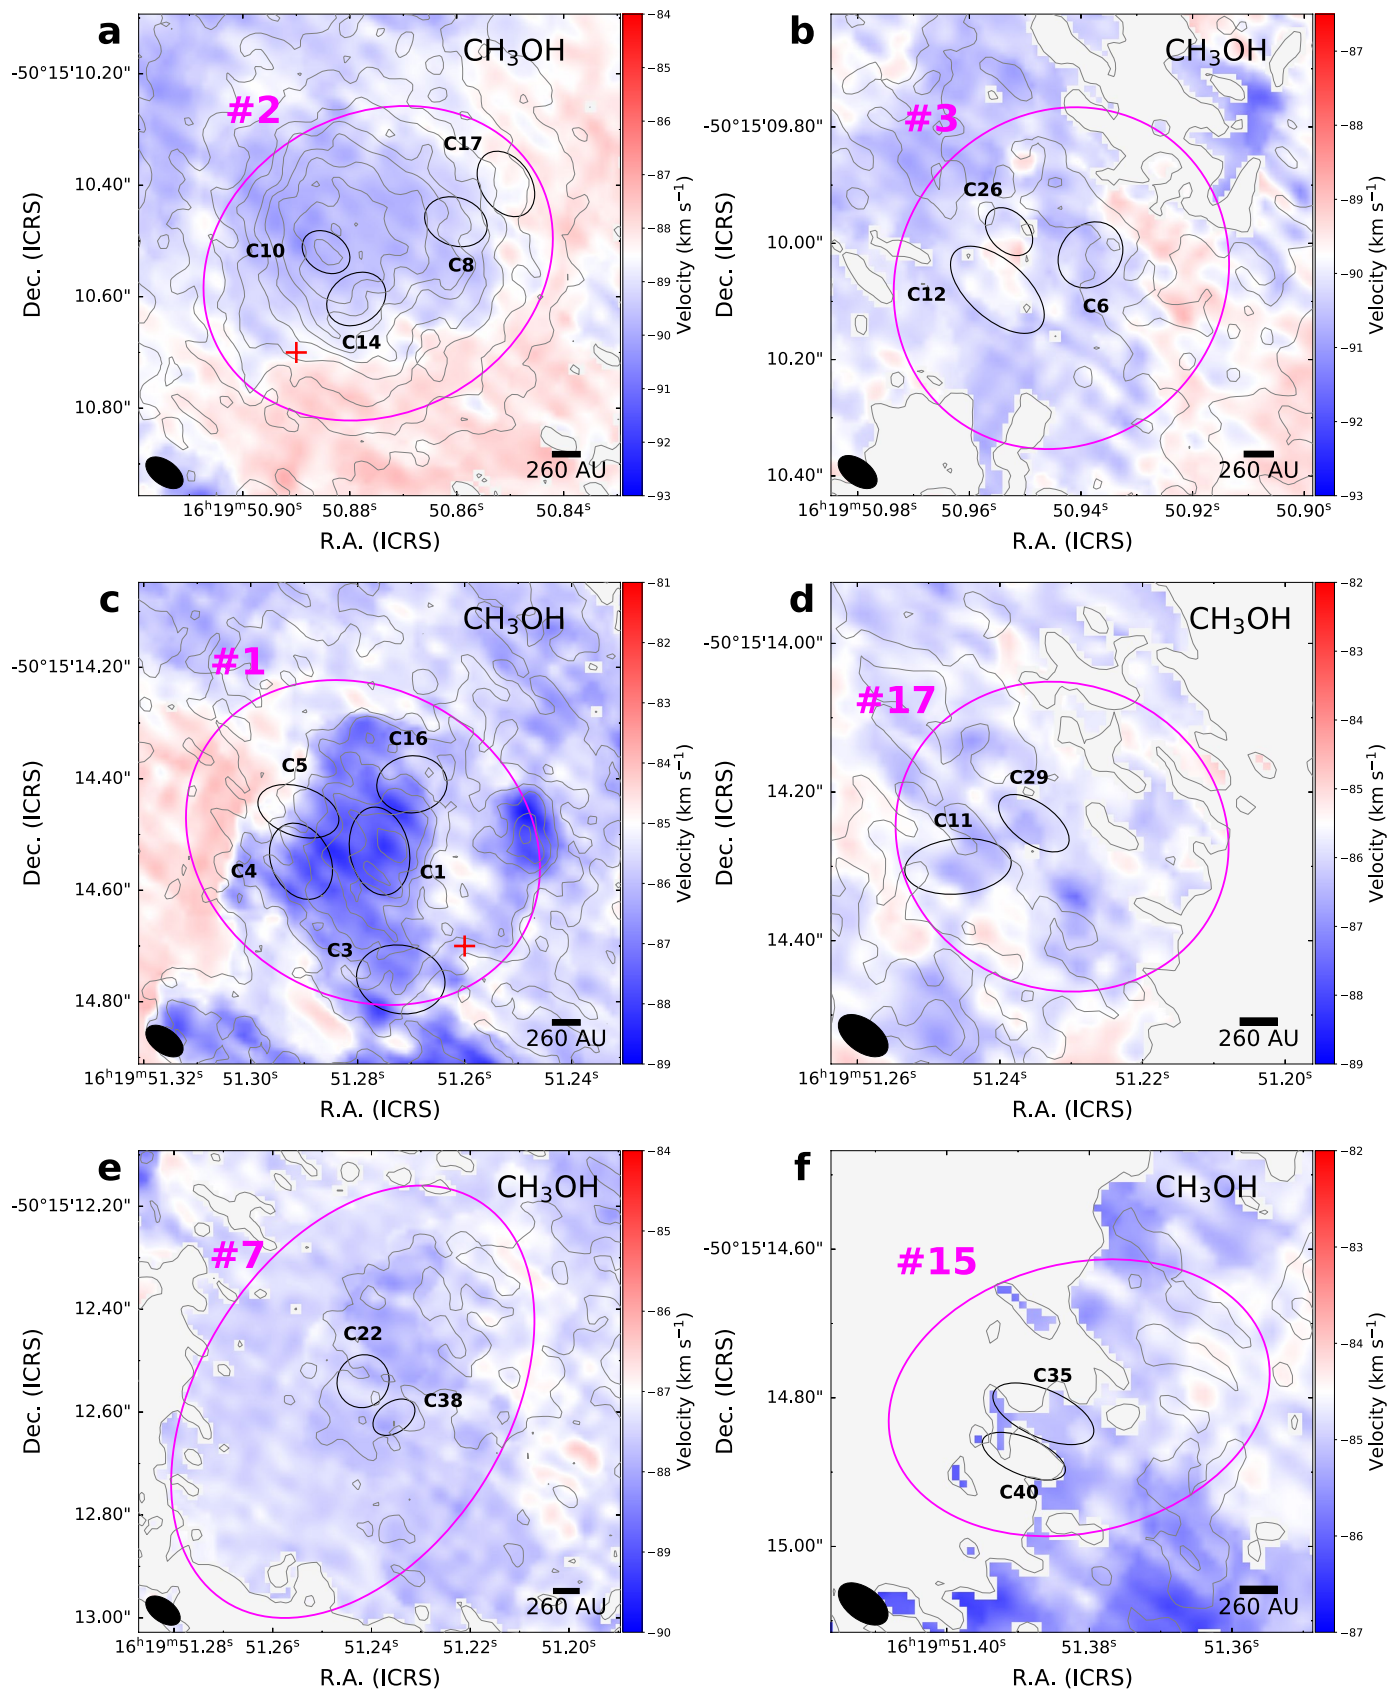 a
CH₃OH
#2
C17
C10
C8
C14
260 AU
-50°15'10.20"
10.40"
10.60"
10.80"
Dec. (ICRS)
16ʰ19ᵐ50.90ˢ
50.88ˢ
50.86ˢ
50.84ˢ
R.A. (ICRS)
−84
−85
−86
−87
−88
−89
−90
−91
−92
−93
Velocity (km s⁻¹)
b
CH₃OH
#3
C26
C12
C6
260 AU
-50°15'09.80"
10.00"
10.20"
10.40"
Dec. (ICRS)
16ʰ19ᵐ50.98ˢ
50.96ˢ
50.94ˢ
50.92ˢ
50.90ˢ
R.A. (ICRS)
−87
−88
−89
−90
−91
−92
−93
Velocity (km s⁻¹)
c
CH₃OH
#1
C16
C5
C4
C1
C3
260 AU
-50°15'14.20"
14.40"
14.60"
14.80"
Dec. (ICRS)
16ʰ19ᵐ51.32ˢ
51.30ˢ
51.28ˢ
51.26ˢ
51.24ˢ
R.A. (ICRS)
−81
−82
−83
−84
−85
−86
−87
−88
−89
Velocity (km s⁻¹)
d
CH₃OH
#17
C29
C11
260 AU
-50°15'14.00"
14.20"
14.40"
Dec. (ICRS)
16ʰ19ᵐ51.26ˢ
51.24ˢ
51.22ˢ
51.20ˢ
R.A. (ICRS)
−82
−83
−84
−85
−86
−87
−88
−89
Velocity (km s⁻¹)
e
CH₃OH
#7
C22
C38
260 AU
-50°15'12.20"
12.40"
12.60"
12.80"
13.00"
Dec. (ICRS)
16ʰ19ᵐ51.28ˢ
51.26ˢ
51.24ˢ
51.22ˢ
51.20ˢ
R.A. (ICRS)
−84
−85
−86
−87
−88
−89
−90
Velocity (km s⁻¹)
f
CH₃OH
#15
C35
C40
260 AU
-50°15'14.60"
14.80"
15.00"
Dec. (ICRS)
16ʰ19ᵐ51.40ˢ
51.38ˢ
51.36ˢ
R.A. (ICRS)
−82
−83
−84
−85
−86
−87
Velocity (km s⁻¹)